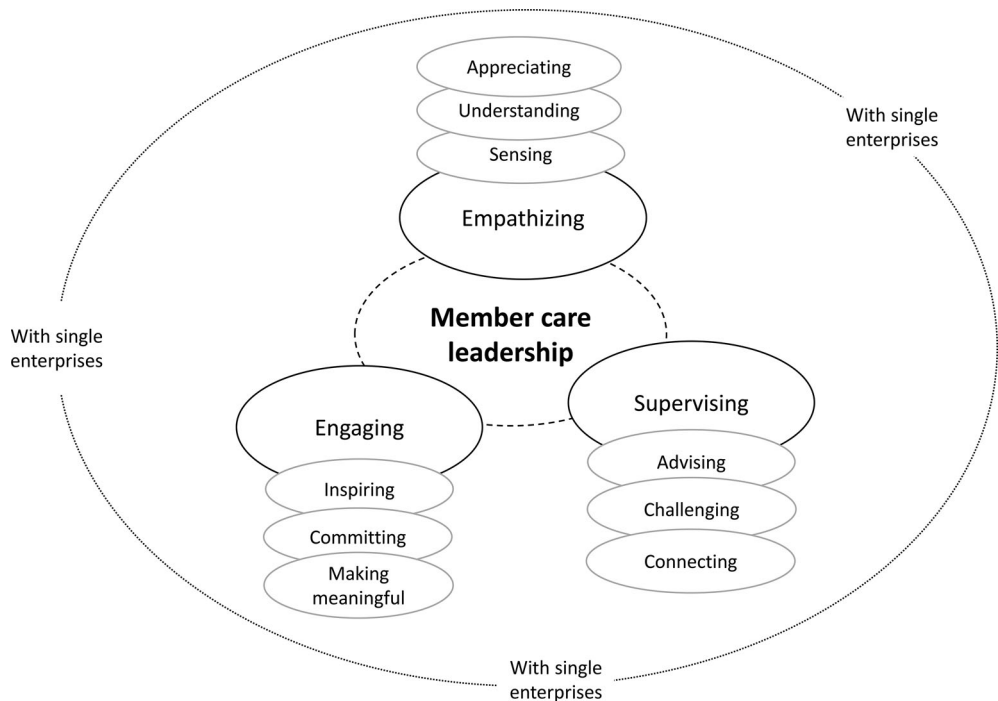 Appreciating
Understanding
Sensing
Empathizing
With single
enterprises
Member care
leadership
With single
enterprises
Engaging
Inspiring
Committing
Making
meaningful
Supervising
Advising
Challenging
Connecting
With single
enterprises